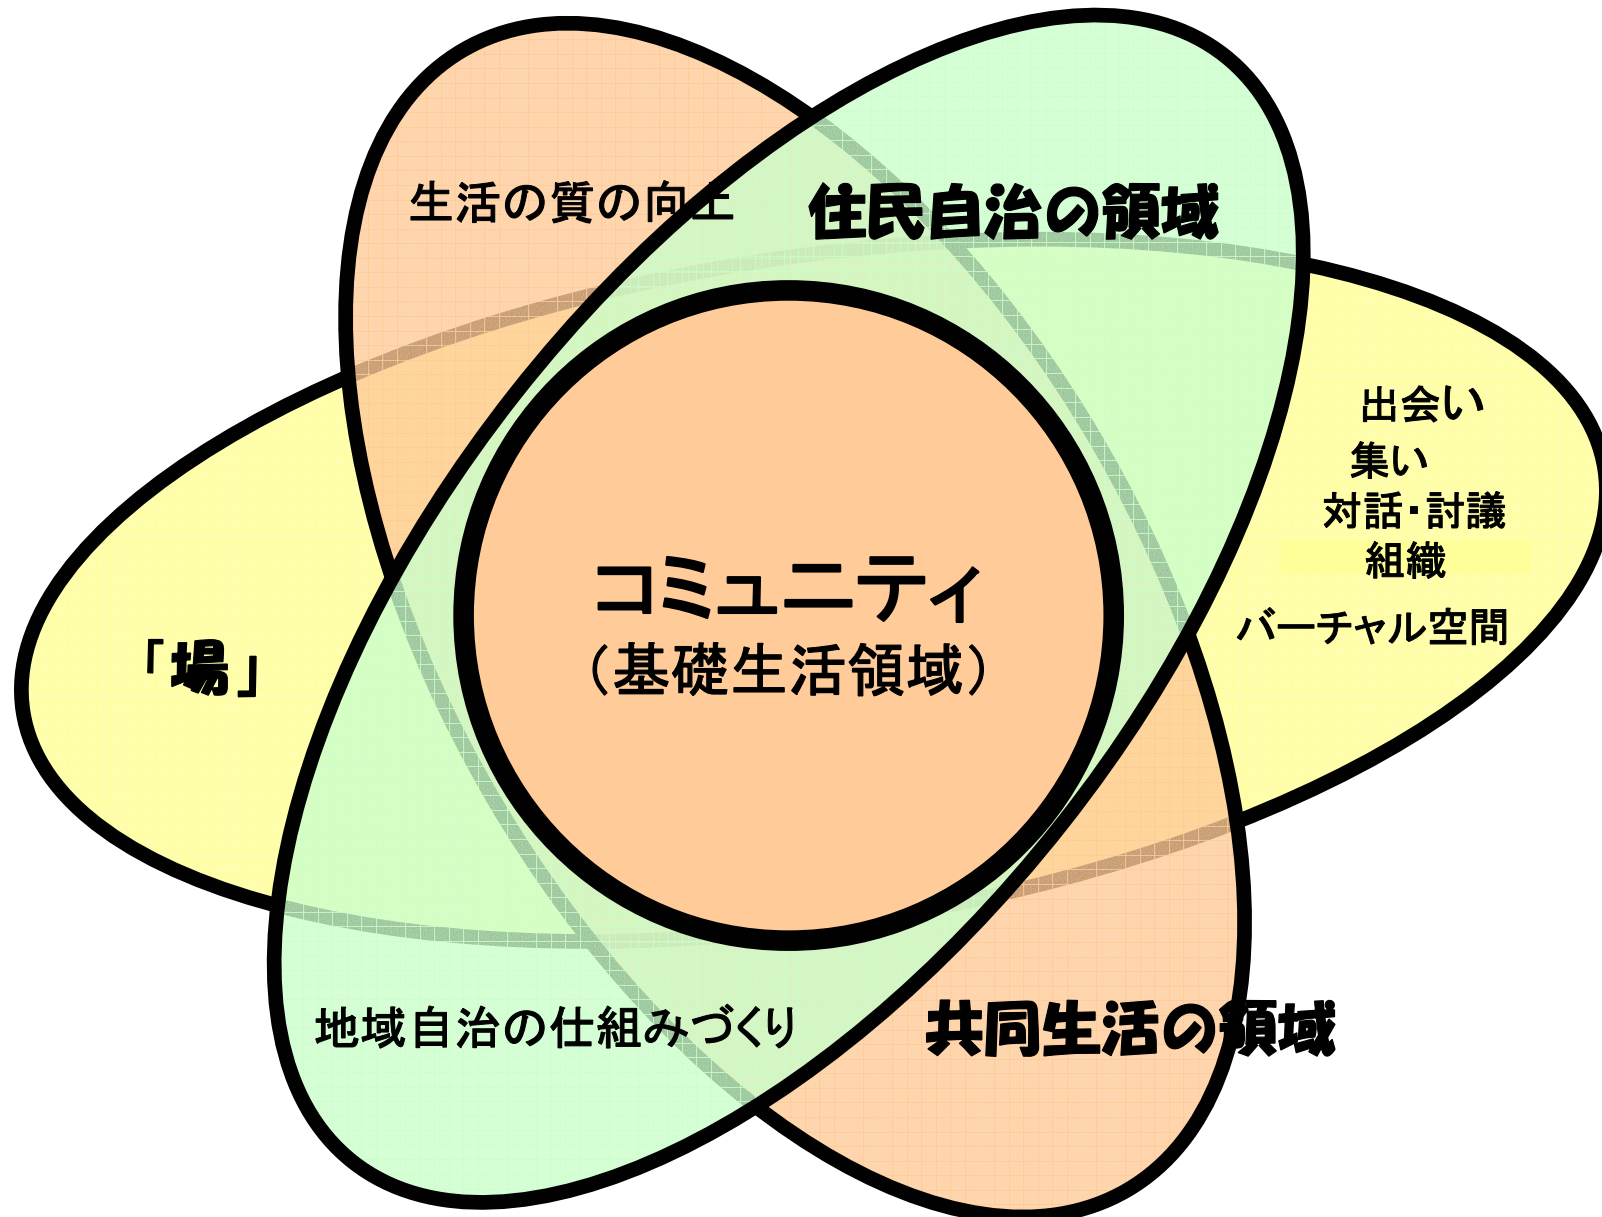 生活の質の向上
住民自治の領域
出会い
集い
対話・討議
組織
バーチャル空間
コミュニティ
（基礎生活領域）
「場」
地域自治の仕組みづくり
共同生活の領域